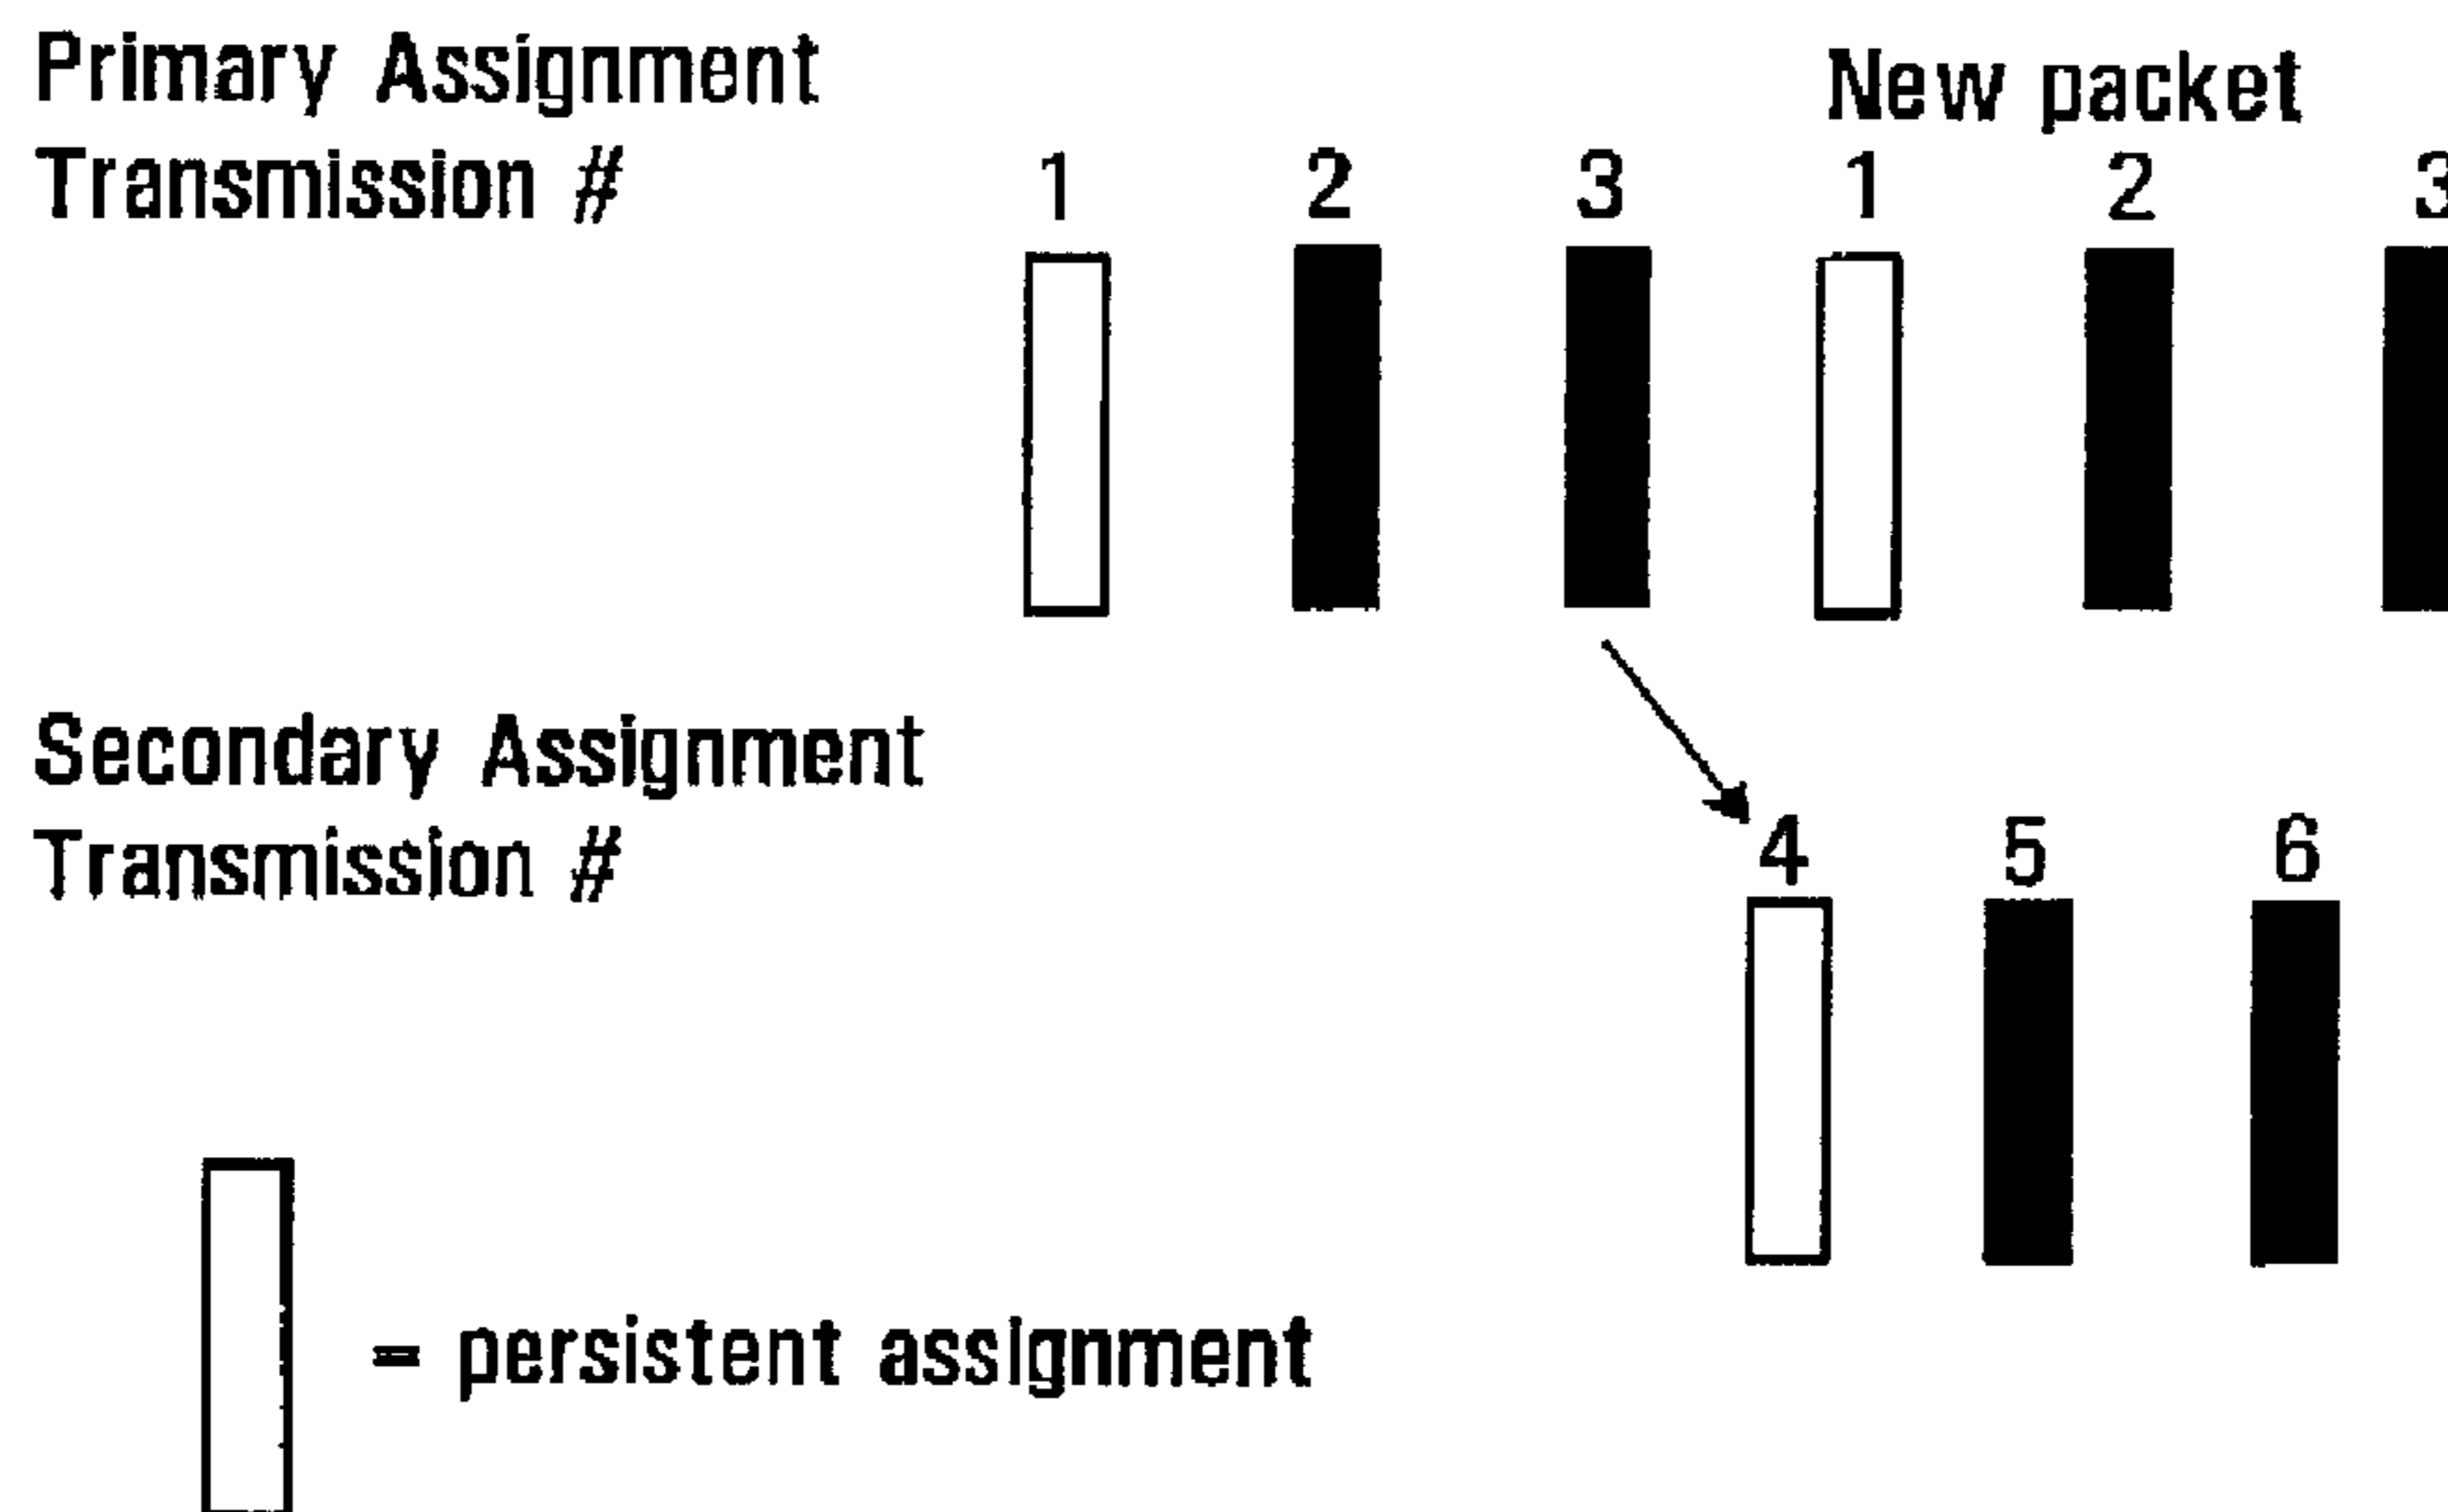 Primary Assignment
New packet
Transmission # 1 2 3 1 2 3
Secondary Assignment
Transmission # 4 5 6
= persistent assignment